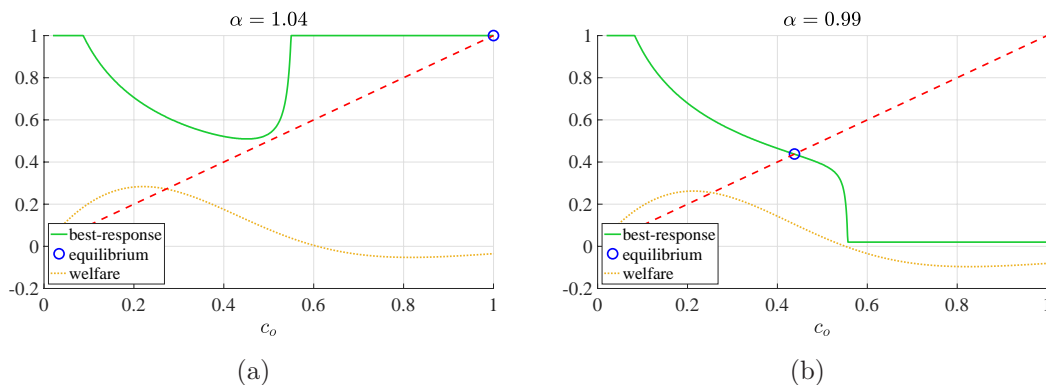 α = 1.04
1
0.8
0.6
0.4
0.2
0
-0.2
best-response
equilibrium
welfare
0 0.2 0.4 0.6 0.8 1
c_o
(a)
α = 0.99
1
0.8
0.6
0.4
0.2
0
-0.2
best-response
equilibrium
welfare
0 0.2 0.4 0.6 0.8 1
c_o
(b)